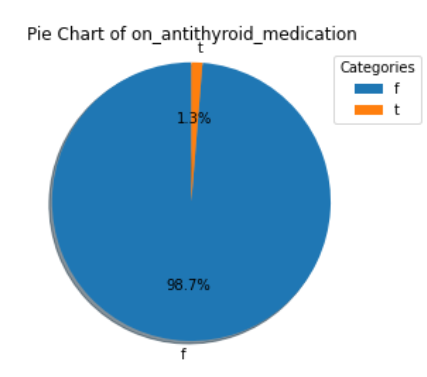 Pie Chart of on_antithyroid_medication
t
Categories
f
t
1.3%
98.7%
f